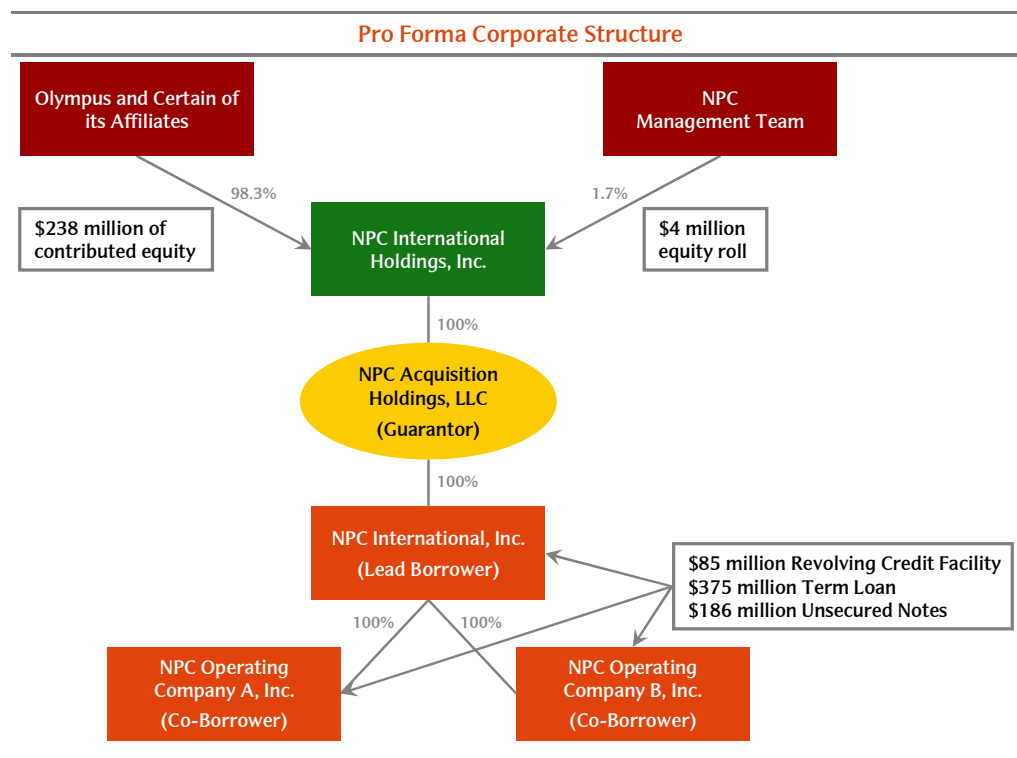 Pro Forma Corporate Structure
Olympus and Certain of
its Affiliates
NPC
Management Team
98.3%
1.7%
$238 million of
contributed equity
NPC International
Holdings, Inc.
$4 million
equity roll
100%
NPC Acquisition
Holdings, LLC
(Guarantor)
100%
NPC International, Inc.
(Lead Borrower)
$85 million Revolving Credit Facility
$375 million Term Loan
$186 million Unsecured Notes
100%
100%
NPC Operating
Company A, Inc.
(Co-Borrower)
NPC Operating
Company B, Inc.
(Co-Borrower)